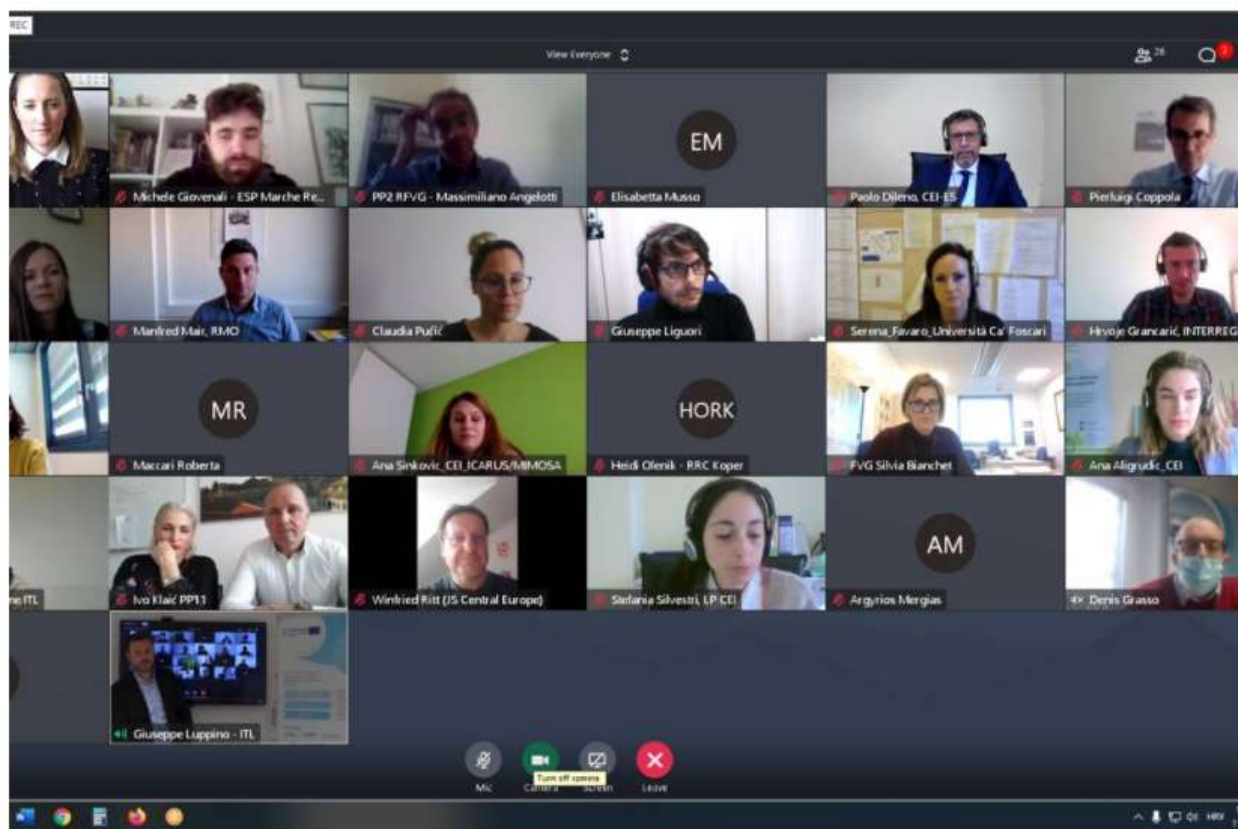 REC
View Everyone
26
3
Michele Giovenali - ESP Marche Re...
PP2 RFVG - Massimiliano Angelotti
EM
Elisabetta Musso
Paolo Dileno, CEI-ES
Pierluigi Coppola
Manfred Mair, RMO
Claudia Pučić
Giuseppe Liguori
Serena_Favaro_Università Ca' Foscari
Hrvoje Grancarić, INTERREG
MR
Maccari Roberta
Ana Sinkovic_CEI_ICARUS/MIMOSA
HORK
Heidi Olenik - RRC Koper
FVG Silvia Bianchet
Ana Aligrudic_CEI
ne ITL
Ivo Klaić PP11
Winfried Ritt (JS Central Europe)
Stefania Silvestri, LP CEI
AM
Argyrios Mergias
Denis Grasso
Giuseppe Luppino - ITL
Turn off camera
Mic
Camera
Screen
Leave
HRV